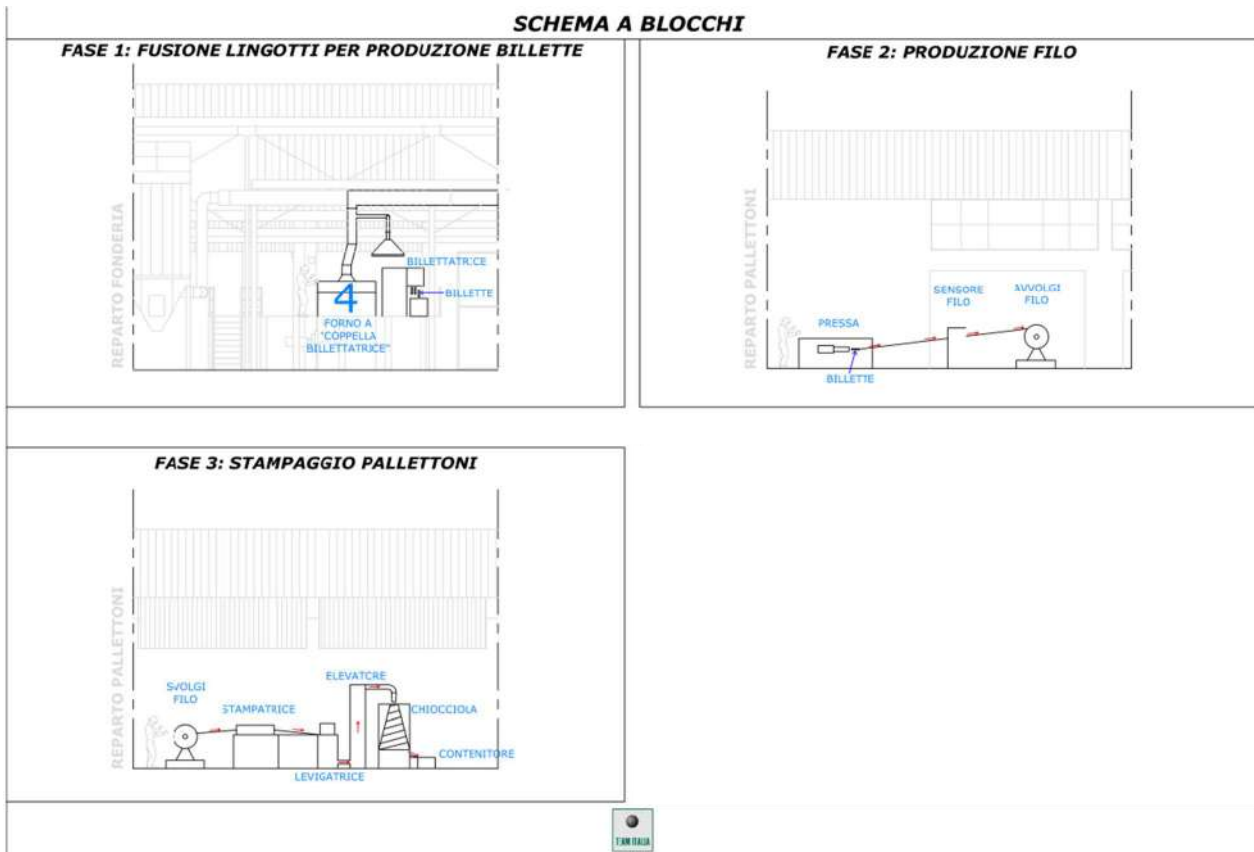 SCHEMA A BLOCCHI
FASE 1: FUSIONE LINGOTTI PER PRODUZIONE BILLETTE
REPARTO FONDERIA
BILLETTATRICE
BILLETTE
4
FORNO A
"COPPELLA
BILLETTATRICE"
FASE 2: PRODUZIONE FILO
REPARTO PALLETTONI
PRESSA
BILLETTE
SENSORE
FILO
AVVOLGI
FILO
FASE 3: STAMPAGGIO PALLETTONI
REPARTO PALLETTONI
SVOLGI
FILO
STAMPATRICE
LEVIGATRICE
ELEVATORE
CHIOCCIOLA
CONTENITORE
TEAM ITALIA